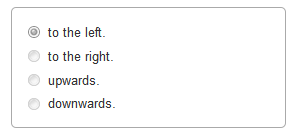 to the left.
to the right.
upwards.
downwards.